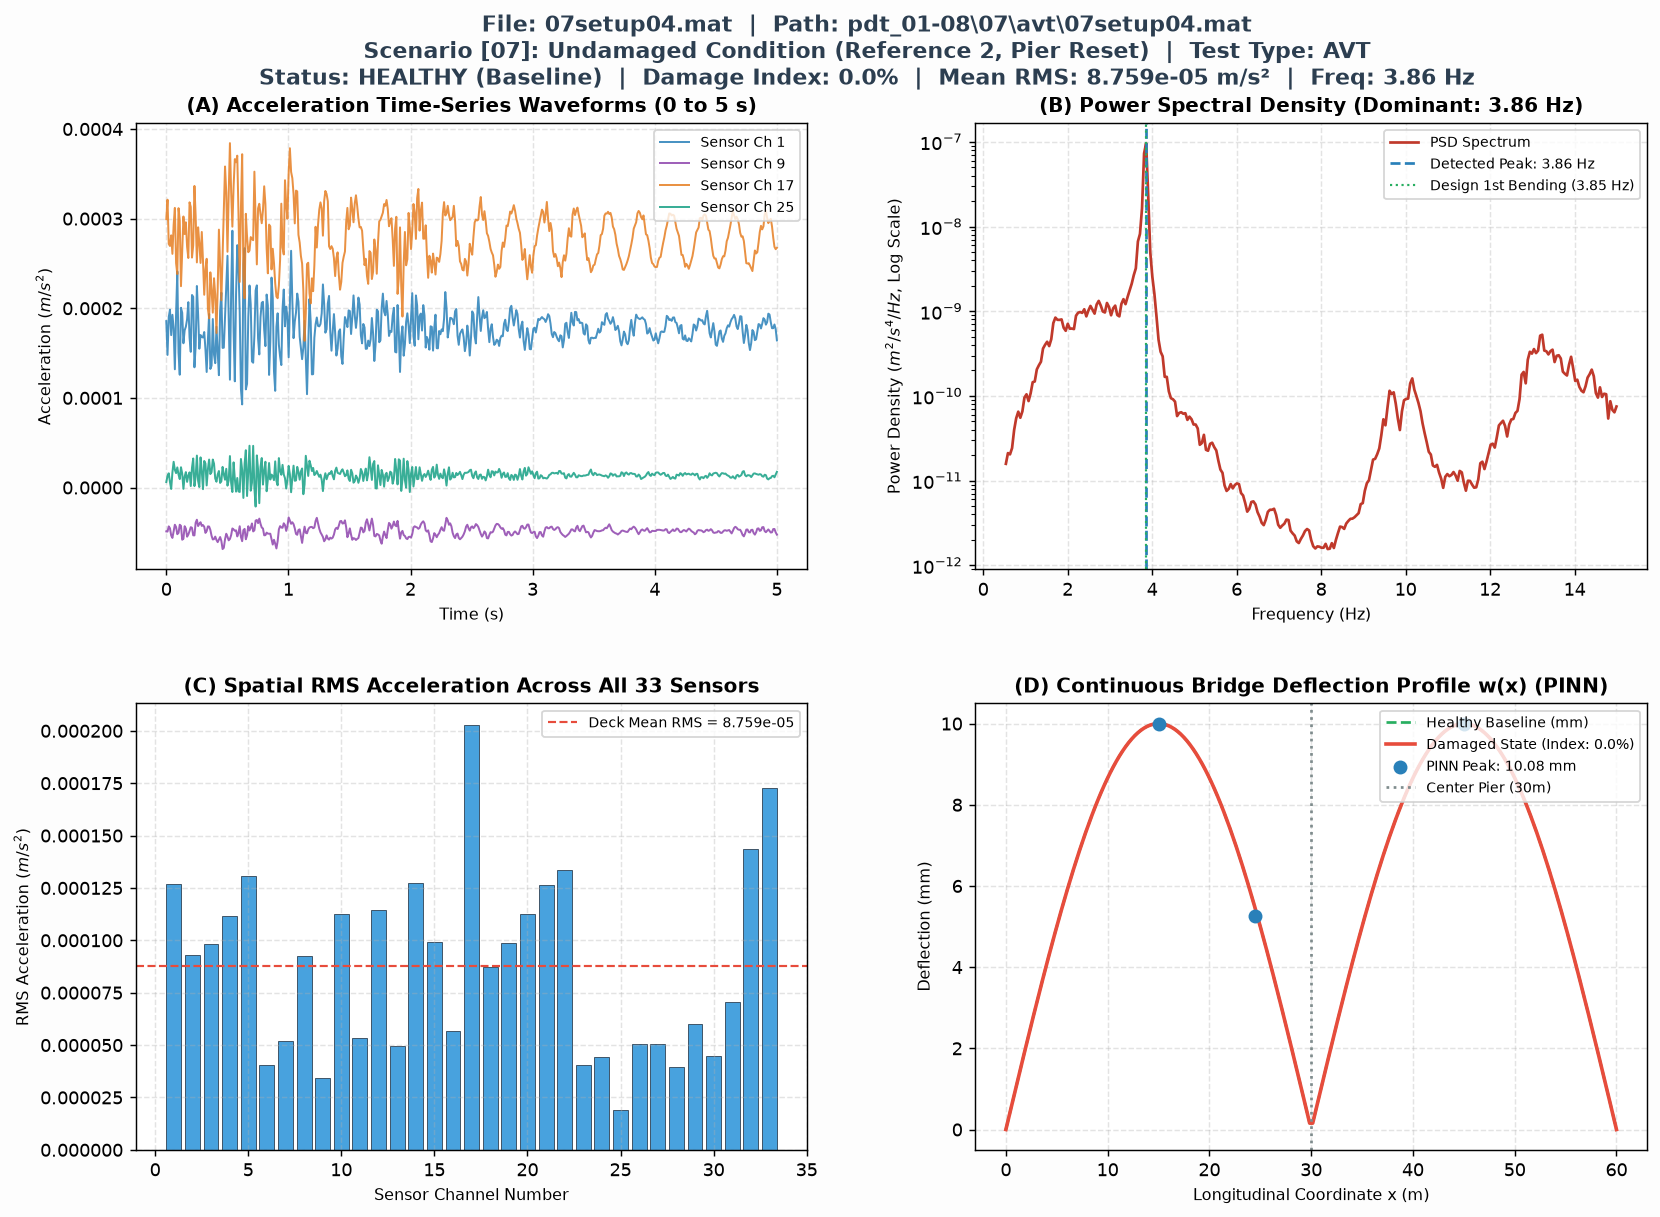 File: 07setup04.mat | Path: pdt_01-08\07\avt\07setup04.mat
Scenario [07]: Undamaged Condition (Reference 2, Pier Reset) | Test Type: AVT
Status: HEALTHY (Baseline) | Damage Index: 0.0% | Mean RMS: 8.759e-05 m/s² | Freq: 3.86 Hz
(A) Acceleration Time-Series Waveforms (0 to 5 s)
Acceleration (m/s²)
0.0004
0.0003
0.0002
0.0001
0.0000
0 1 2 3 4 5
Time (s)
Sensor Ch 1
Sensor Ch 9
Sensor Ch 17
Sensor Ch 25
(B) Power Spectral Density (Dominant: 3.86 Hz)
Power Density (m²/s⁴/Hz, Log Scale)
10⁻⁷
10⁻⁸
10⁻⁹
10⁻¹⁰
10⁻¹¹
10⁻¹²
0 2 4 6 8 10 12 14
Frequency (Hz)
PSD Spectrum
Detected Peak: 3.86 Hz
Design 1st Bending (3.85 Hz)
(C) Spatial RMS Acceleration Across All 33 Sensors
RMS Acceleration (m/s²)
0.000200
0.000175
0.000150
0.000125
0.000100
0.000075
0.000050
0.000025
0.000000
0 5 10 15 20 25 30 35
Sensor Channel Number
Deck Mean RMS = 8.759e-05
(D) Continuous Bridge Deflection Profile w(x) (PINN)
Deflection (mm)
10
8
6
4
2
0
0 10 20 30 40 50 60
Longitudinal Coordinate x (m)
Healthy Baseline (mm)
Damaged State (Index: 0.0%)
PINN Peak: 10.08 mm
Center Pier (30m)